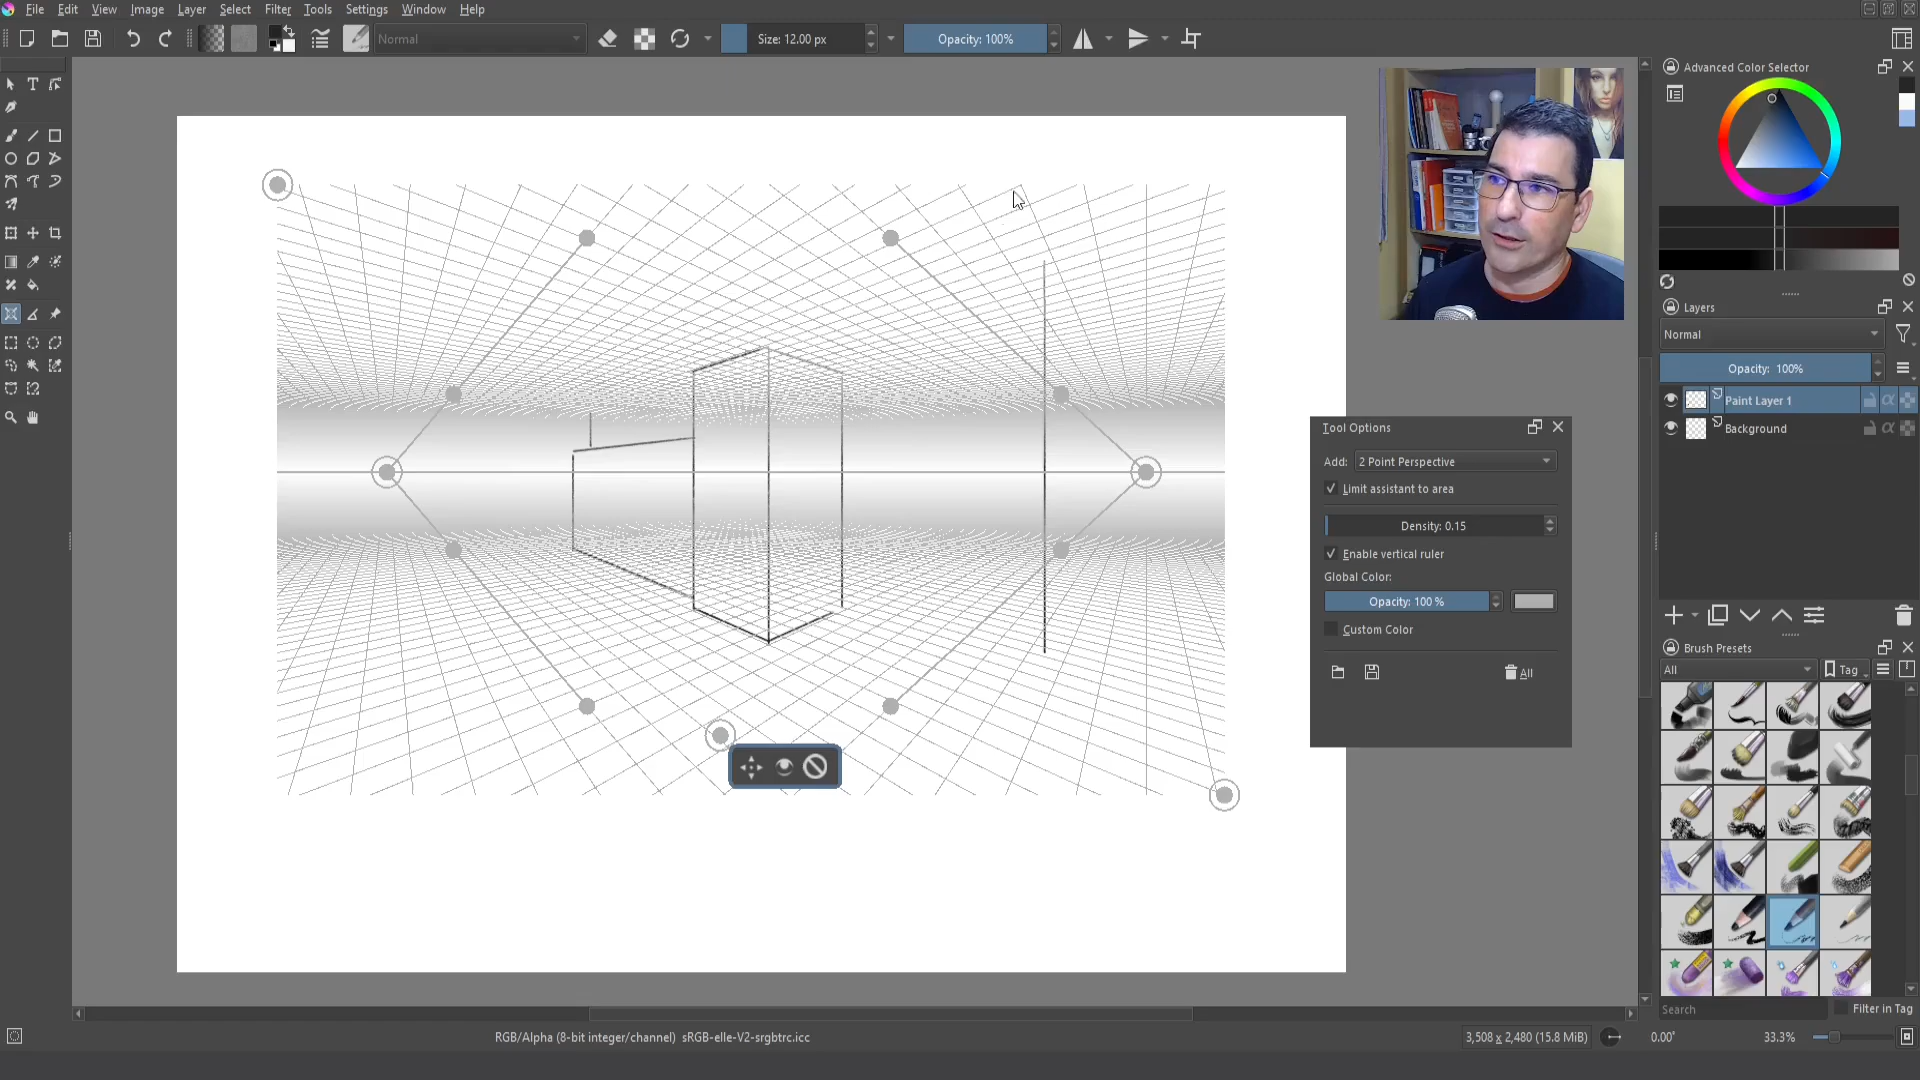 File Edit View Image Layer Select Filter Tools Settings Window Help
Normal
Size: 12.00 px
Opacity: 100%
Advanced Color Selector
Layers
Normal
Opacity: 100%
Paint Layer 1
Background
Tool Options
Add: 2 Point Perspective
Limit assistant to area
Density: 0.15
Enable vertical ruler
Global Color:
Opacity: 100 %
Custom Color
All
Brush Presets
All
Tag
Search
Filter in Tag
RGB/Alpha (8-bit integer/channel) sRGB-elle-V2-srgbtrc.icc
3,508 x 2,480 (15.8 MiB)
0.00°
33.3%